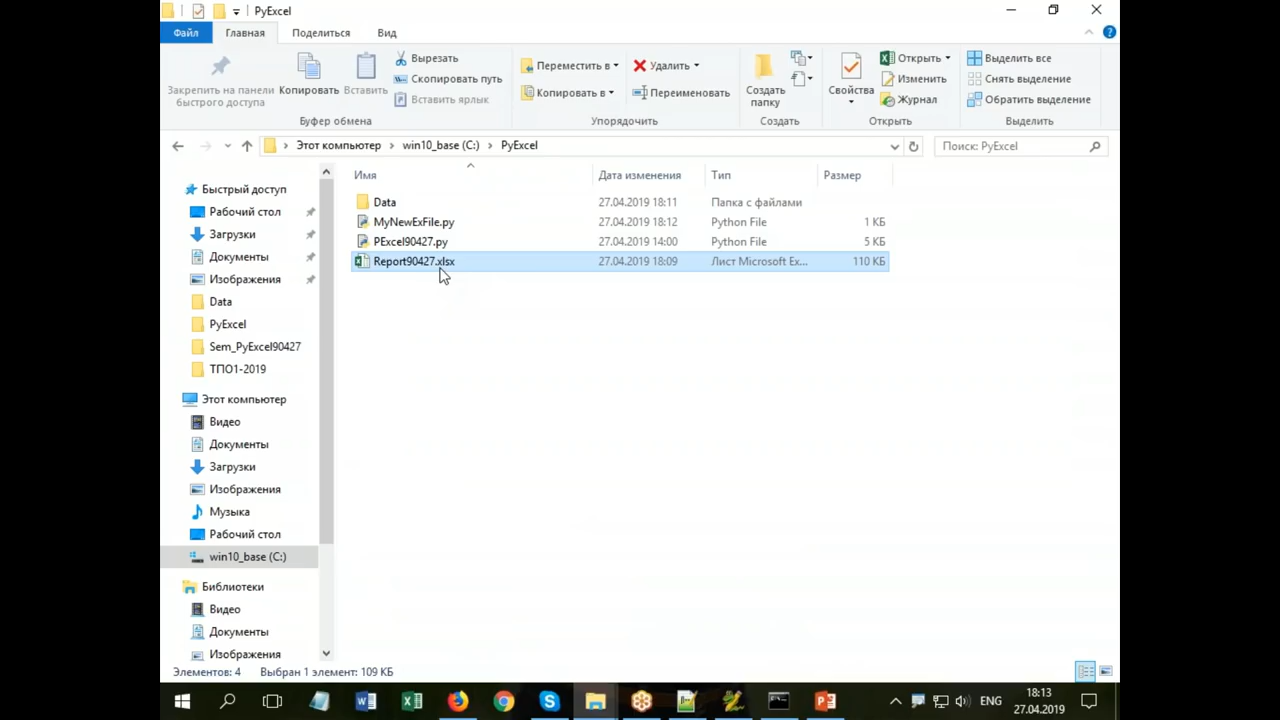 PyExcel
Файл Главная Поделиться Вид
Закрепить на панели быстрого доступа
Копировать
Вставить
Вырезать
Скопировать путь
Вставить ярлык
Буфер обмена
Переместить в
Копировать в
Удалить
Переименовать
Упорядочить
Создать папку
Создать
Свойства
Открыть
Изменить
Журнал
Открыть
Выделить все
Снять выделение
Обратить выделение
Выделить
Этот компьютер > win10_base (C:) > PyExcel
Поиск: PyExcel
Быстрый доступ
Рабочий стол
Загрузки
Документы
Изображения
Data
PyExcel
Sem_PyExcel90427
ТПО1-2019
Этот компьютер
Видео
Документы
Загрузки
Изображения
Музыка
Рабочий стол
win10_base (C:)
Библиотеки
Видео
Документы
Изображения
Имя Дата изменения Тип Размер
Data 27.04.2019 18:11 Папка с файлами
MyNewExFile.py 27.04.2019 18:12 Python File 1 КБ
PExcel90427.py 27.04.2019 14:00 Python File 5 КБ
Report90427.xlsx 27.04.2019 18:09 Лист Microsoft Ex... 110 КБ
Элементов: 4 Выбран 1 элемент: 109 КБ
ENG
18:13
27.04.2019